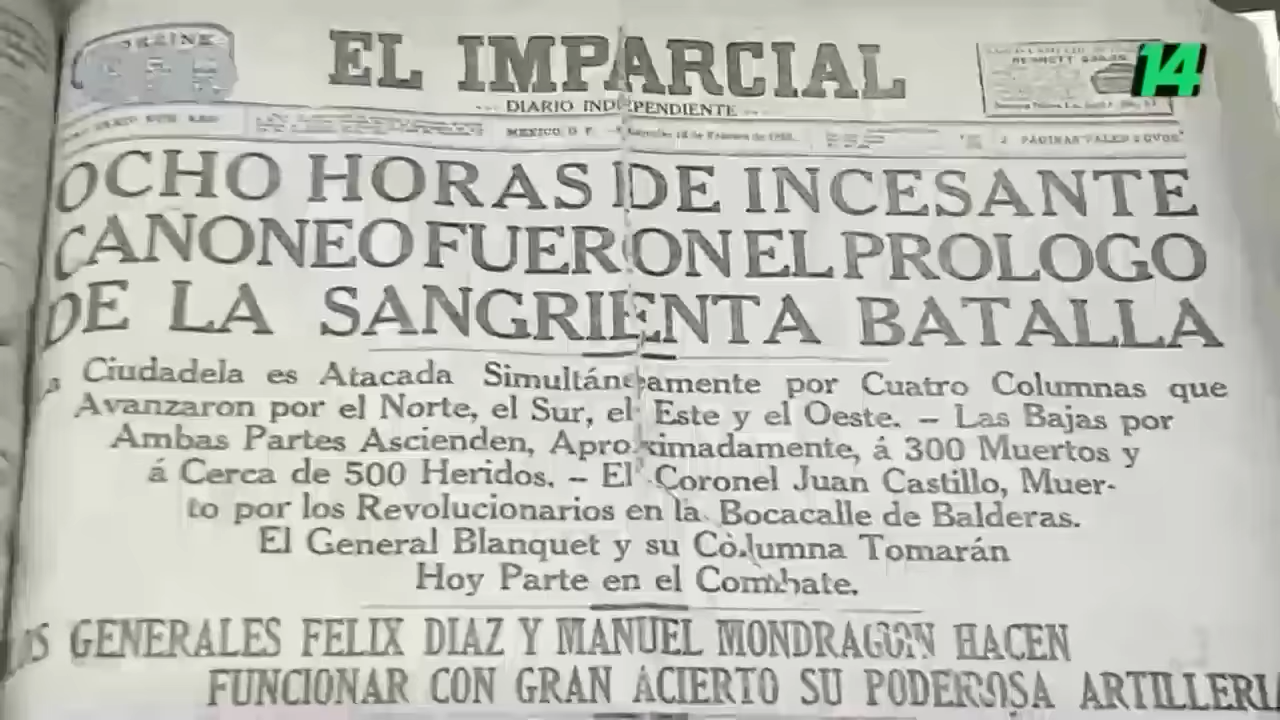 EL IMPARCIAL
14
DIARIO INDEPENDIENTE
MEXICO D F.
2 PAGINAS
OCHO HORAS DE INCESANTE
CAÑONEO FUERON EL PROLOGO
DE LA SANGRIENTA BATALLA
Ciudadela es Atacada Simultáneamente por Cuatro Columnas que
Avanzaron por el Norte, el Sur, el Este y el Oeste. – Las Bajas por
Ambas Partes Ascienden, Aproximadamente, á 300 Muertos y
á Cerca de 500 Heridos. – El Coronel Juan Castillo, Muer-
to por los Revolucionarios en la Bocacalle de Balderas.
El General Blanquet y su Columna Tomarán
Hoy Parte en el Combate.
GENERALES FELIX DIAZ Y MANUEL MONDRAGON HACEN
FUNCIONAR CON GRAN ACIERTO SU PODEROSA ARTILLERI